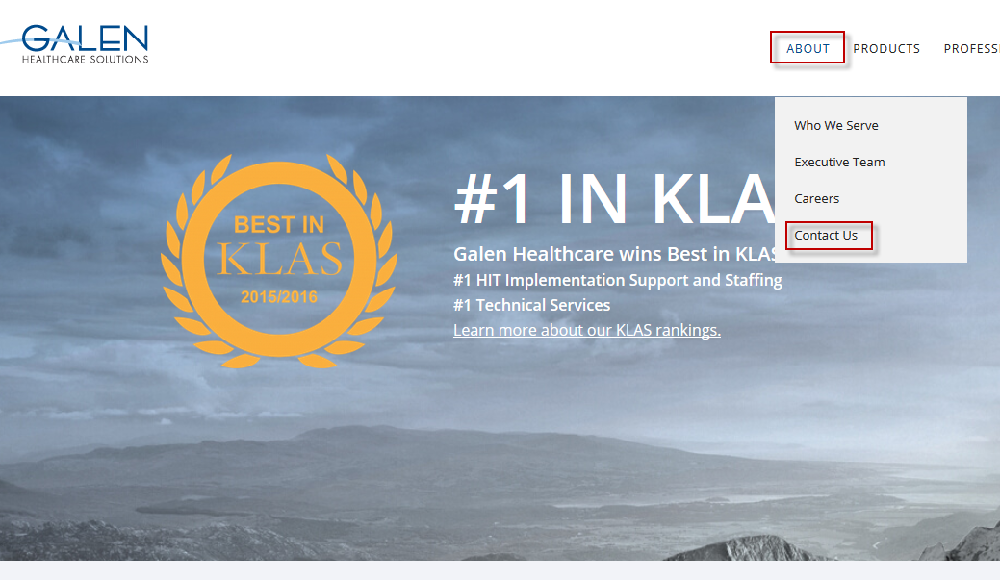 GALEN
HEALTHCARE SOLUTIONS
ABOUT PRODUCTS PROFESS
Who We Serve
Executive Team
Careers
Contact Us
BEST IN
KLAS
2015/2016
#1 IN KLA
Galen Healthcare wins Best in KLAS
#1 HIT Implementation Support and Staffing
#1 Technical Services
Learn more about our KLAS rankings.